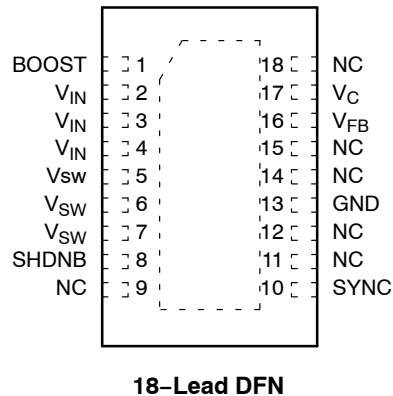 BOOST 1 18 NC
VIN 2 17 VC
VIN 3 16 VFB
VIN 4 15 NC
Vsw 5 14 NC
VSW 6 13 GND
VSW 7 12 NC
SHDNB 8 11 NC
NC 9 10 SYNC
18−Lead DFN